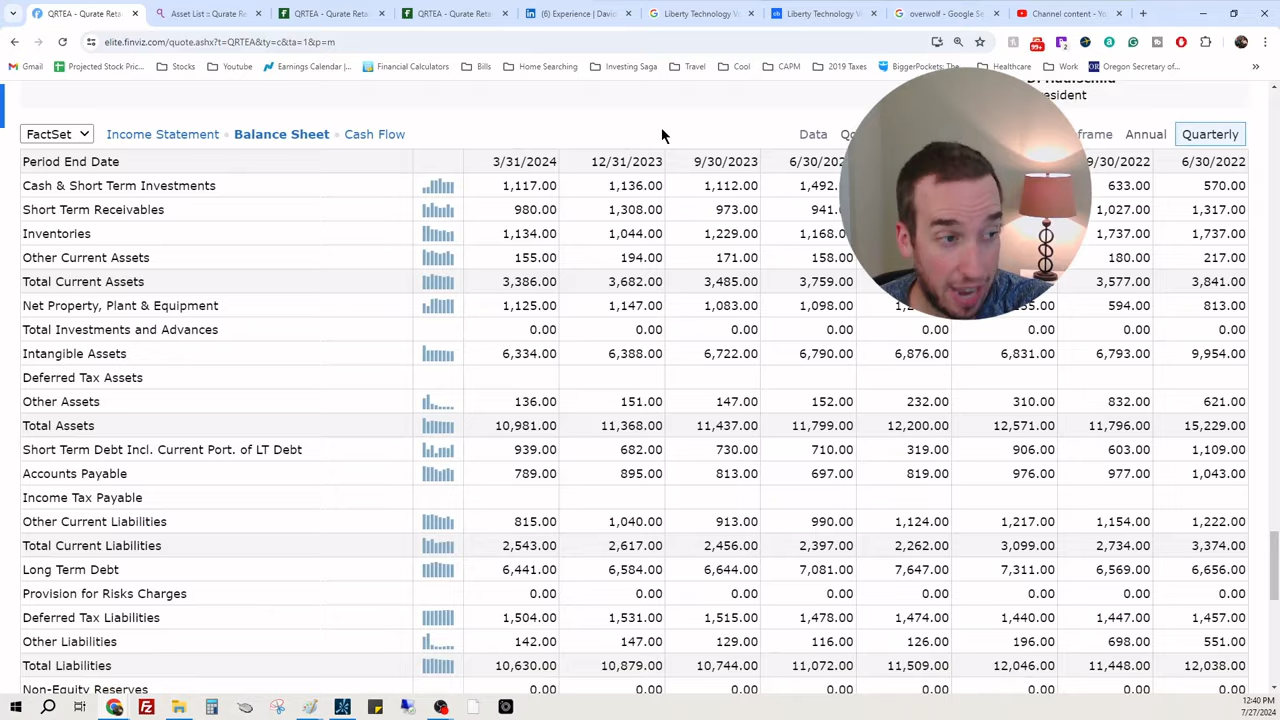 QRTEA - Qurate Reta
Asset List :: Qurate R
QRTEA - Qurate Reta
QRTEA - Qurate Reta
(6) Experience | David
Liberty Technology V
Liberty Technology V
overwolf - Google Se
Channel content - Yo
elite.finviz.com/quote.ashx?t=QRTEA&ty=c&ta=1&p=d
99+
2
Gmail
Projected Stock Pric...
Stocks
Youtube
Earnings Calendar |...
Financial Calculators
Bills
Home Searching
Investing Saga
Travel
Cool
CAPM
2019 Taxes
BiggerPockets: The...
Healthcare
Work
Oregon Secretary of...
FactSet Income Statement • Balance Sheet • Cash Flow Data frame Annual Quarterly
Period End Date 3/31/2024 12/31/2023 9/30/2023 6/30/202 9/30/2022 6/30/2022
Cash & Short Term Investments 1,117.00 1,136.00 1,112.00 1,492. 633.00 570.00
Short Term Receivables 980.00 1,308.00 973.00 941. 1,027.00 1,317.00
Inventories 1,134.00 1,044.00 1,229.00 1,168. 1,737.00 1,737.00
Other Current Assets 155.00 194.00 171.00 158.0 180.00 217.00
Total Current Assets 3,386.00 3,682.00 3,485.00 3,759. 3,577.00 3,841.00
Net Property, Plant & Equipment 1,125.00 1,147.00 1,083.00 1,098.00 594.00 813.00
Total Investments and Advances 0.00 0.00 0.00 0.00 0.00 0.00 0.00 0.00
Intangible Assets 6,334.00 6,388.00 6,722.00 6,790.00 6,876.00 6,831.00 6,793.00 9,954.00
Deferred Tax Assets
Other Assets 136.00 151.00 147.00 152.00 232.00 310.00 832.00 621.00
Total Assets 10,981.00 11,368.00 11,437.00 11,799.00 12,200.00 12,571.00 11,796.00 15,229.00
Short Term Debt Incl. Current Port. of LT Debt 939.00 682.00 730.00 710.00 319.00 906.00 603.00 1,109.00
Accounts Payable 789.00 895.00 813.00 697.00 819.00 976.00 977.00 1,043.00
Income Tax Payable
Other Current Liabilities 815.00 1,040.00 913.00 990.00 1,124.00 1,217.00 1,154.00 1,222.00
Total Current Liabilities 2,543.00 2,617.00 2,456.00 2,397.00 2,262.00 3,099.00 2,734.00 3,374.00
Long Term Debt 6,441.00 6,584.00 6,644.00 7,081.00 7,647.00 7,311.00 6,569.00 6,656.00
Provision for Risks Charges 0.00 0.00 0.00 0.00 0.00 0.00 0.00 0.00
Deferred Tax Liabilities 1,504.00 1,531.00 1,515.00 1,478.00 1,474.00 1,440.00 1,447.00 1,457.00
Other Liabilities 142.00 147.00 129.00 116.00 126.00 196.00 698.00 551.00
Total Liabilities 10,630.00 10,879.00 10,744.00 11,072.00 11,509.00 12,046.00 11,448.00 12,038.00
Non-Equity Reserves 0.00 0.00 0.00 0.00 0.00 0.00 0.00 0.00
12:40 PM
7/27/2024